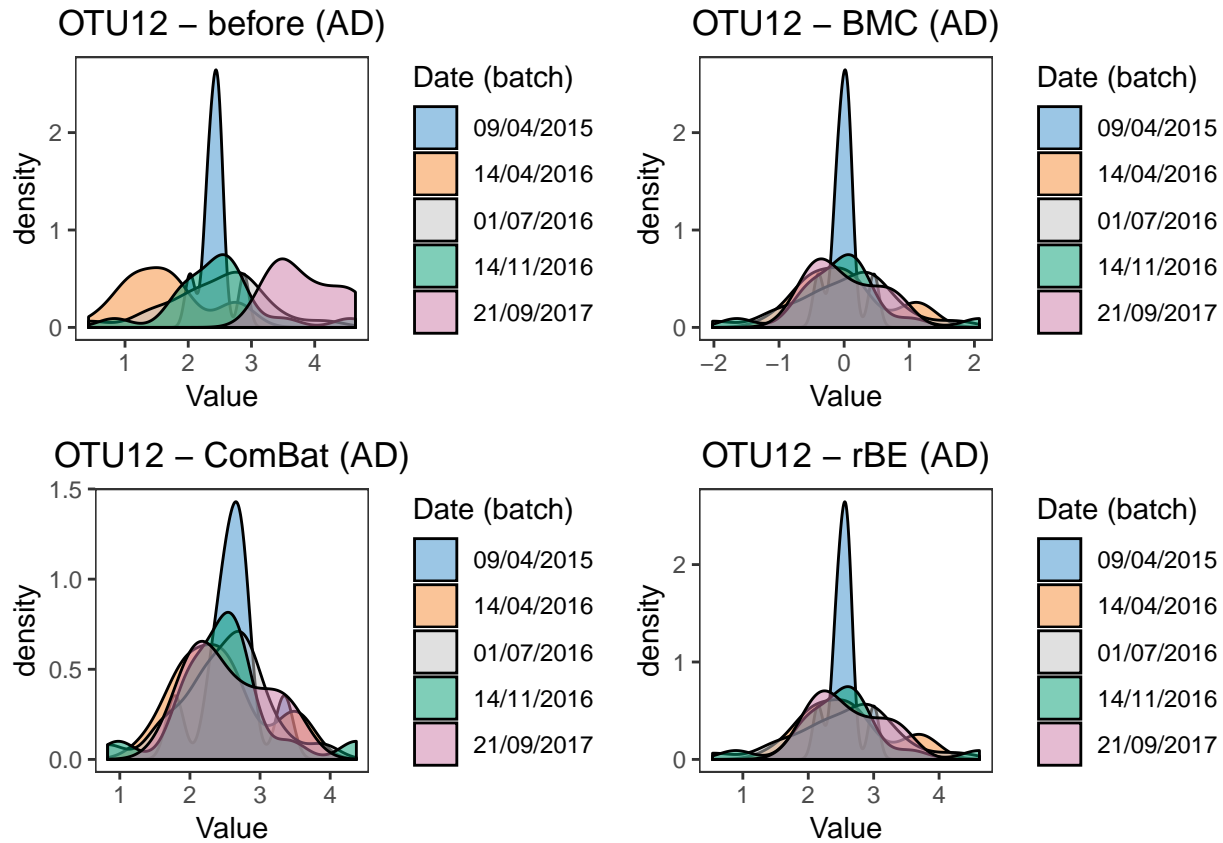 OTU12 – before (AD)
density
2
1
0
1 2 3 4
Value
Date (batch)
09/04/2015
14/04/2016
01/07/2016
14/11/2016
21/09/2017
OTU12 – BMC (AD)
density
2
1
0
−2 −1 0 1 2
Value
Date (batch)
09/04/2015
14/04/2016
01/07/2016
14/11/2016
21/09/2017
OTU12 – ComBat (AD)
density
1.5
1.0
0.5
0.0
1 2 3 4
Value
Date (batch)
09/04/2015
14/04/2016
01/07/2016
14/11/2016
21/09/2017
OTU12 – rBE (AD)
density
2
1
0
1 2 3 4
Value
Date (batch)
09/04/2015
14/04/2016
01/07/2016
14/11/2016
21/09/2017